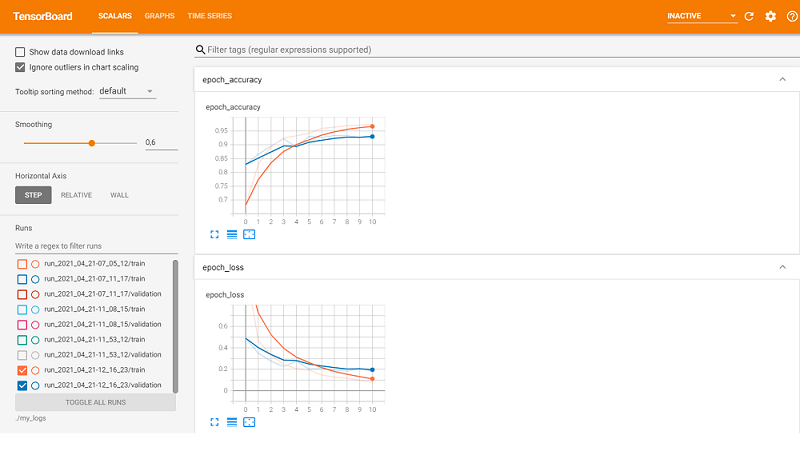 TensorBoard SCALARS GRAPHS TIME SERIES INACTIVE
Show data download links
Ignore outliers in chart scaling
Tooltip sorting method: default
Smoothing
0,6
Horizontal Axis
STEP RELATIVE WALL
Runs
Write a regex to filter runs
run_2021_04_21-07_05_12/train
run_2021_04_21-07_11_17/train
run_2021_04_21-07_11_17/validation
run_2021_04_21-11_08_15/train
run_2021_04_21-11_08_15/validation
run_2021_04_21-11_53_12/train
run_2021_04_21-11_53_12/validation
run_2021_04_21-12_16_23/train
run_2021_04_21-12_16_23/validation
TOGGLE ALL RUNS
./my_logs
Filter tags (regular expressions supported)
epoch_accuracy
epoch_accuracy
0.95
0.9
0.85
0.8
0.75
0.7
0 1 2 3 4 5 6 7 8 9 10
epoch_loss
epoch_loss
0.6
0.4
0.2
0
0 1 2 3 4 5 6 7 8 9 10